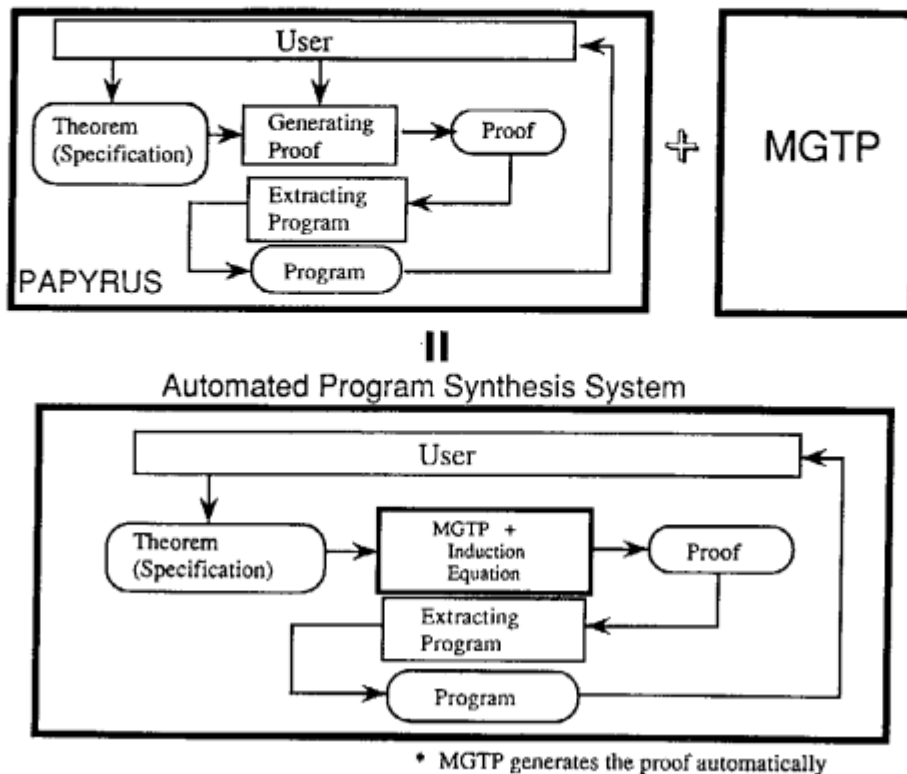 User
Theorem
(Specification)
Generating
Proof
Proof
Extracting
Program
Program
PAPYRUS
+
MGTP
=
Automated Program Synthesis System
User
Theorem
(Specification)
MGTP +
Induction
Equation
Proof
Extracting
Program
Program
* MGTP generates the proof automatically